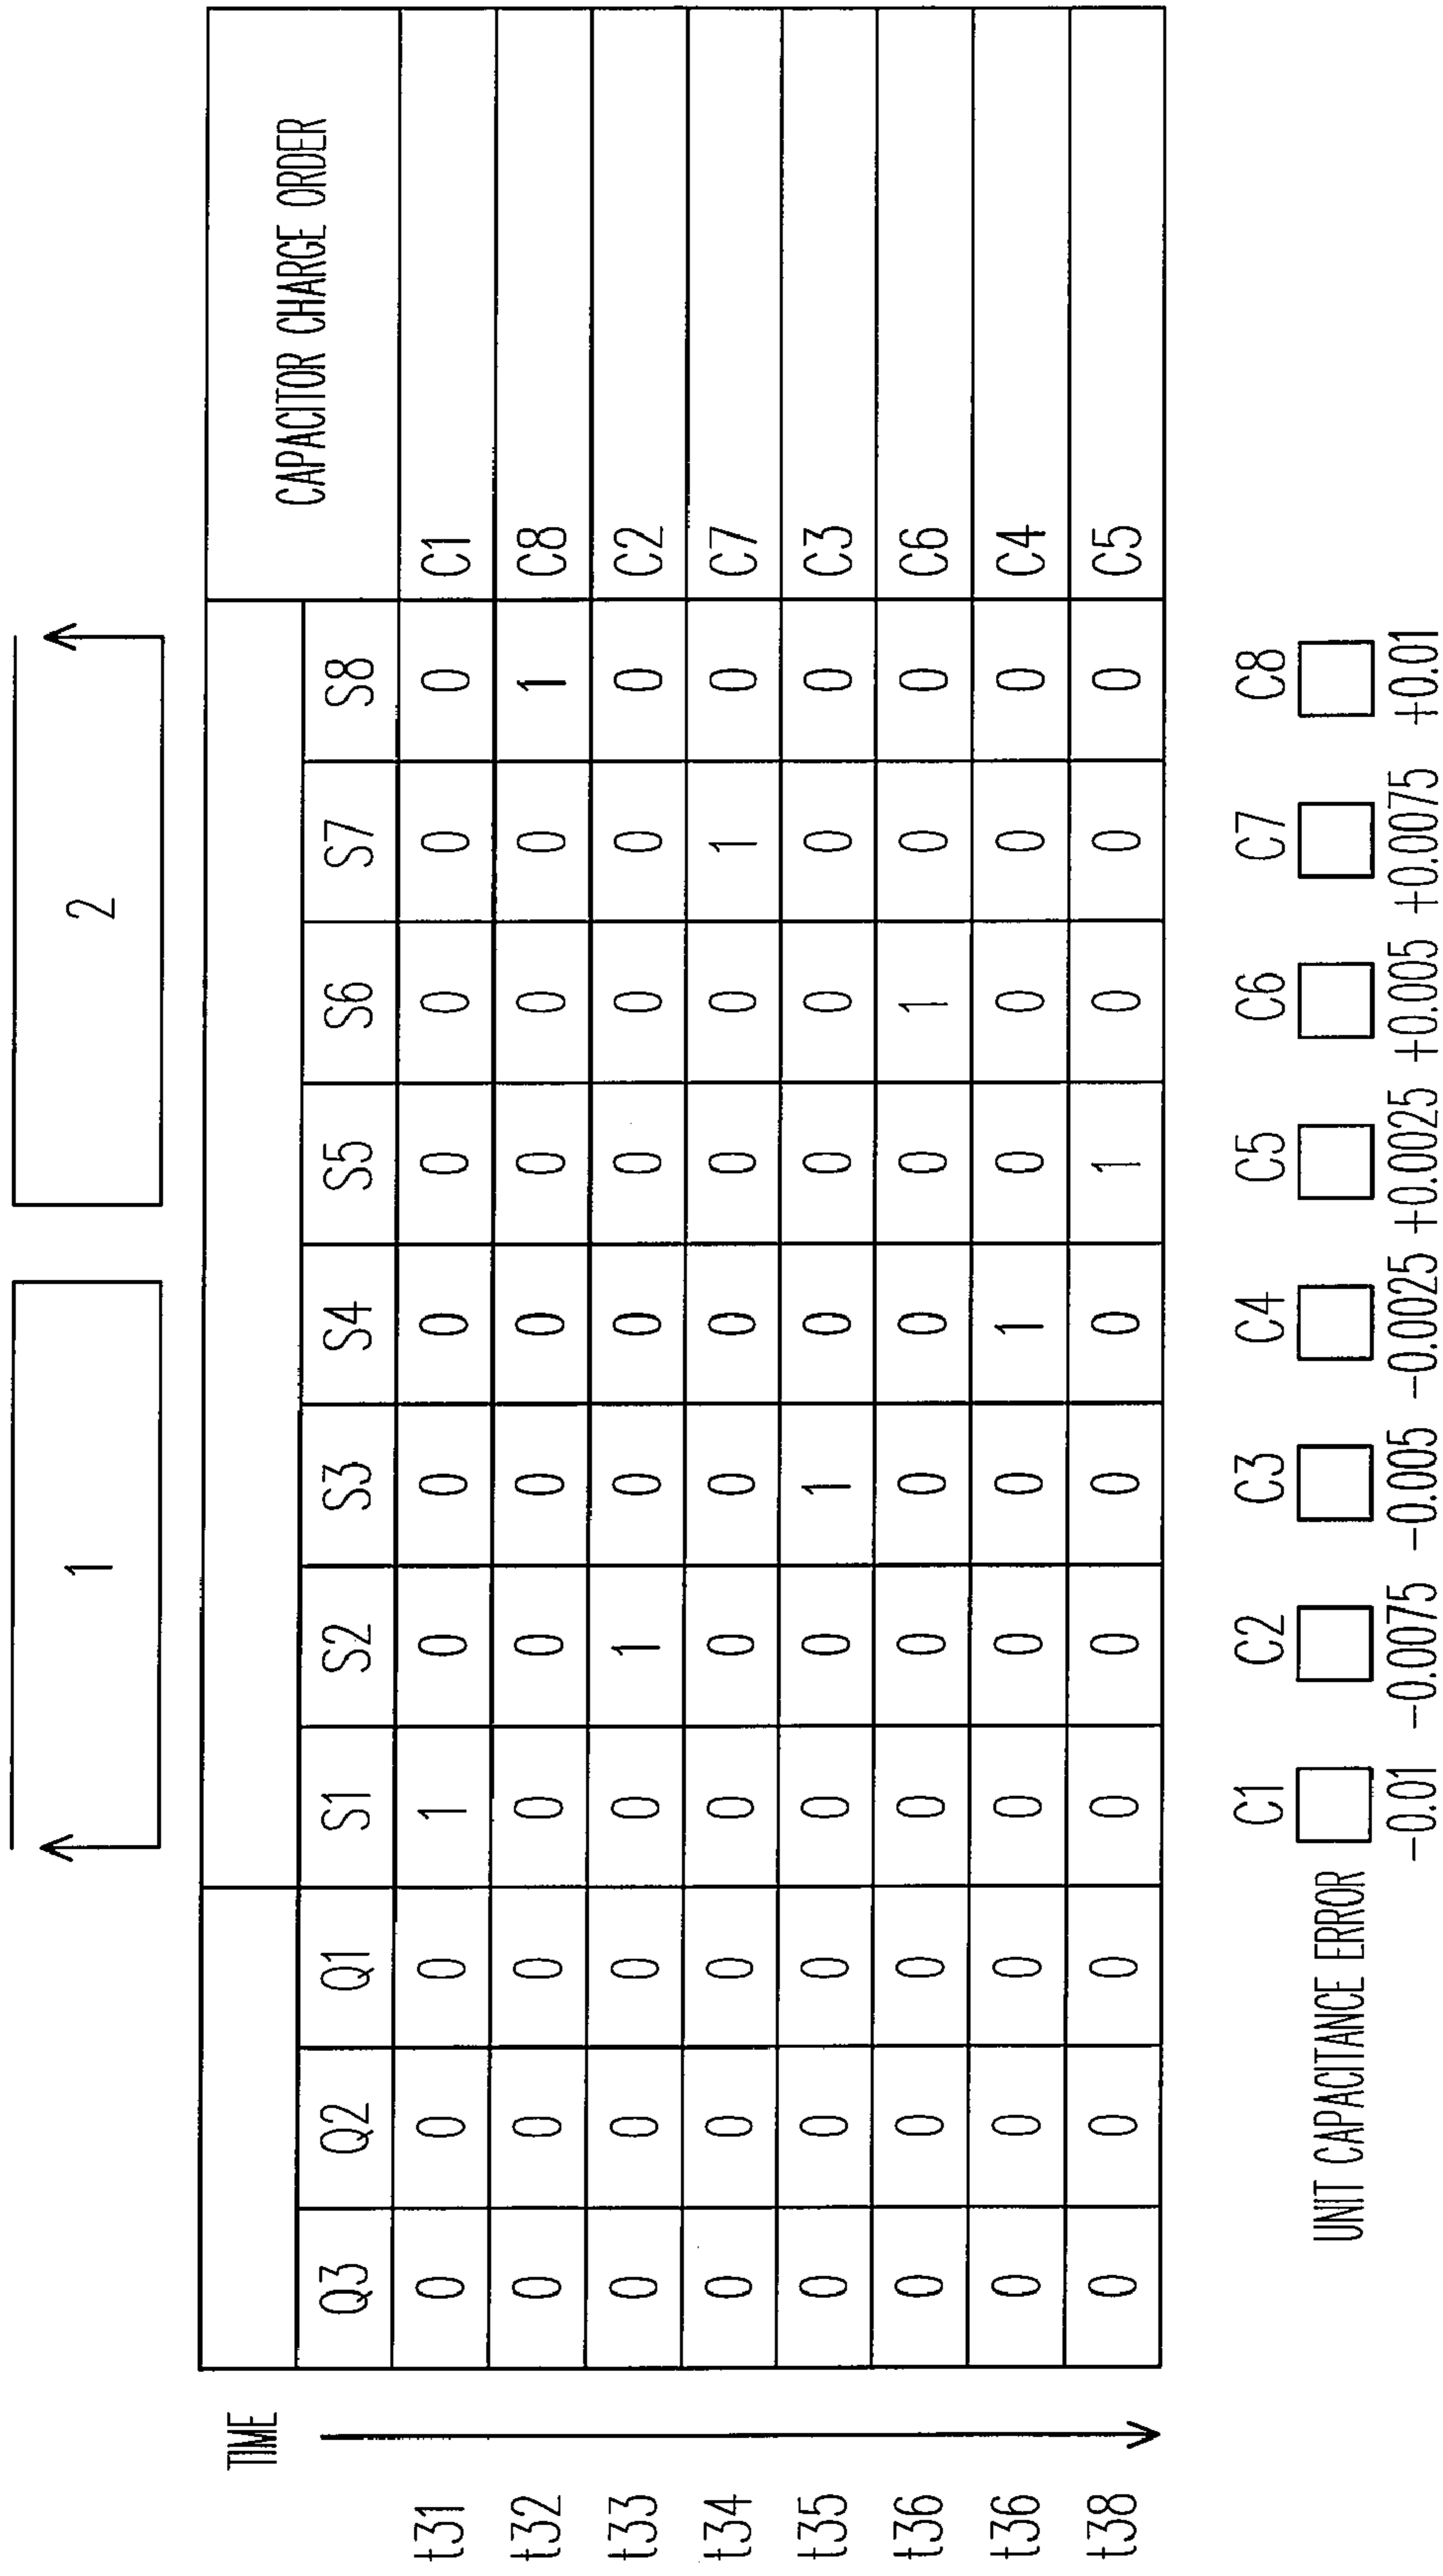 1 2
TIME
Q3 Q2 Q1 S1 S2 S3 S4 S5 S6 S7 S8 CAPACITOR CHARGE ORDER
t31 0 0 0 1 0 0 0 0 0 0 0 C1
t32 0 0 0 0 0 0 0 0 0 0 1 C8
t33 0 0 0 0 1 0 0 0 0 0 0 C2
t34 0 0 0 0 0 0 0 0 0 1 0 C7
t35 0 0 0 0 0 1 0 0 0 0 0 C3
t36 0 0 0 0 0 0 0 0 1 0 0 C6
t36 0 0 0 0 0 0 1 0 0 0 0 C4
t38 0 0 0 0 0 0 0 1 0 0 0 C5
C1 C2 C3 C4 C5 C6 C7 C8
UNIT CAPACITANCE ERROR
-0.01 -0.0075 -0.005 -0.0025 +0.0025 +0.005 +0.0075 +0.01